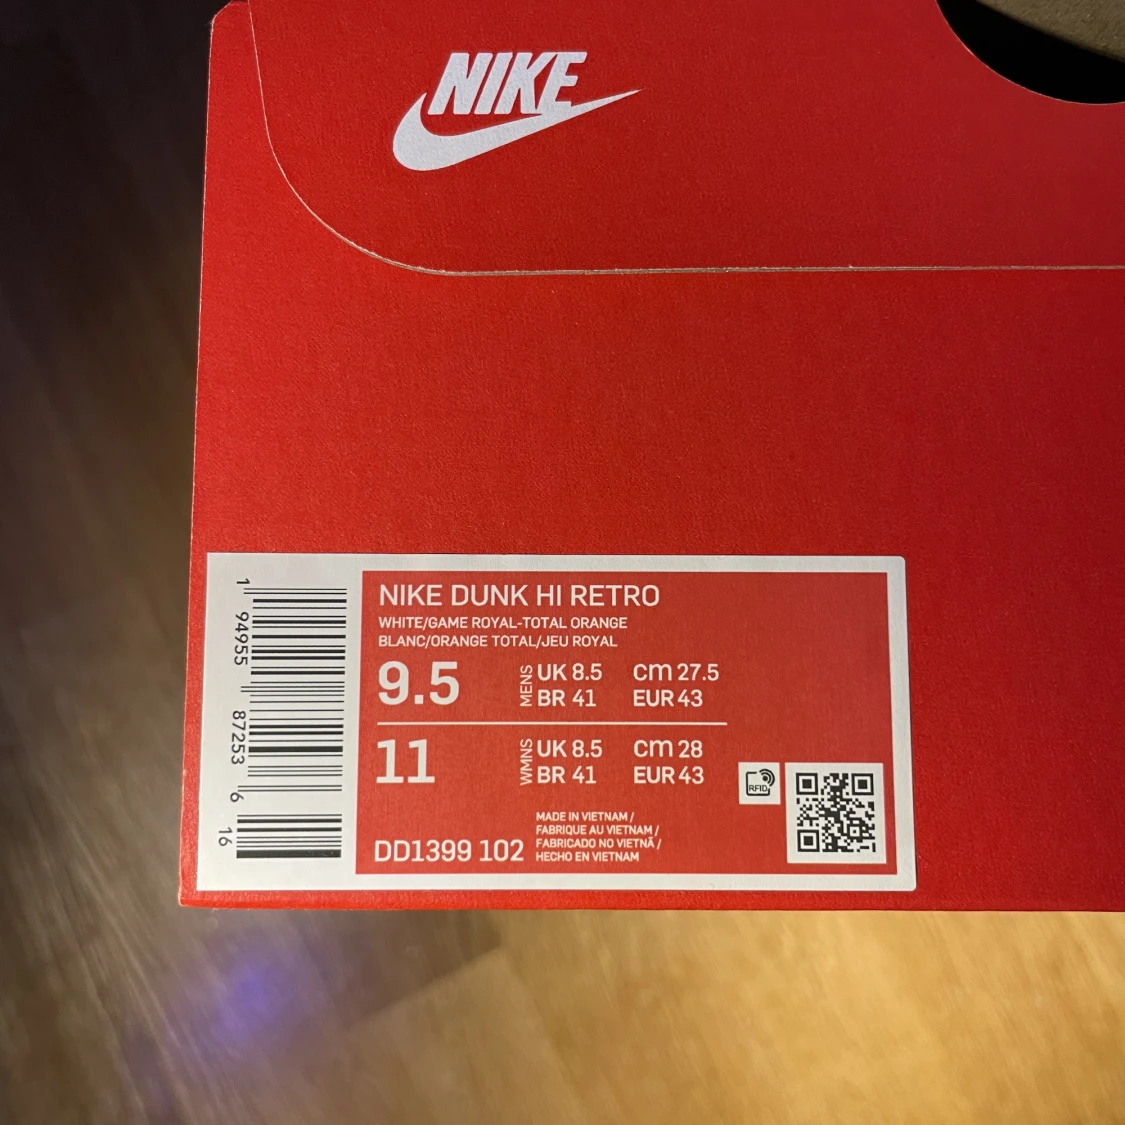 NIKE
NIKE DUNK HI RETRO
WHITE/GAME ROYAL-TOTAL ORANGE
BLANC/ORANGE TOTAL/JEU ROYAL
9.5
MENS
UK 8.5 cm 27.5
BR 41 EUR 43
11
WMNS
UK 8.5 cm 28
BR 41 EUR 43
RFID
DD1399 102
MADE IN VIETNAM /
FABRIQUE AU VIETNAM /
FABRICADO NO VIETNÃ /
HECHO EN VIETNAM
1 94955 87253 6 16